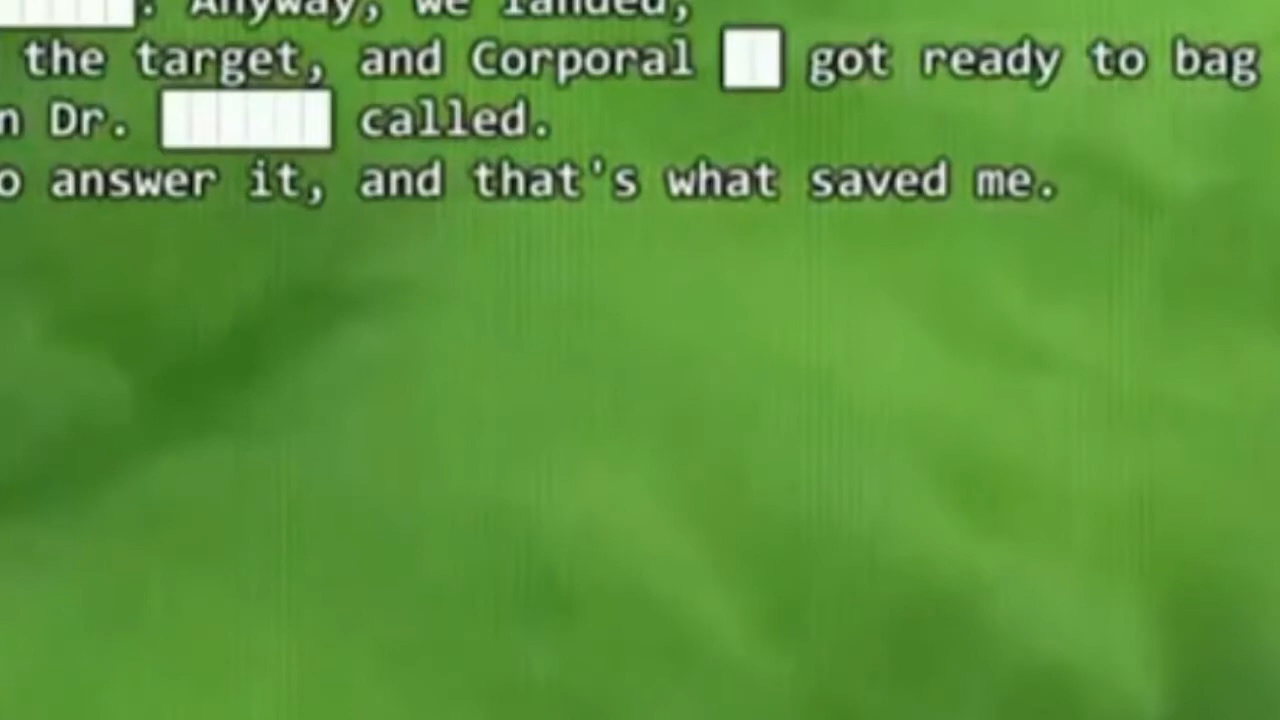 ██████. Anyway, we landed,
the target, and Corporal ██ got ready to bag
n Dr. ██████ called.
o answer it, and that's what saved me.